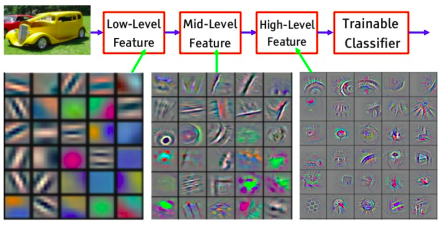 Low-Level
Feature
Mid-Level
Feature
High-Level
Feature
Trainable
Classifier